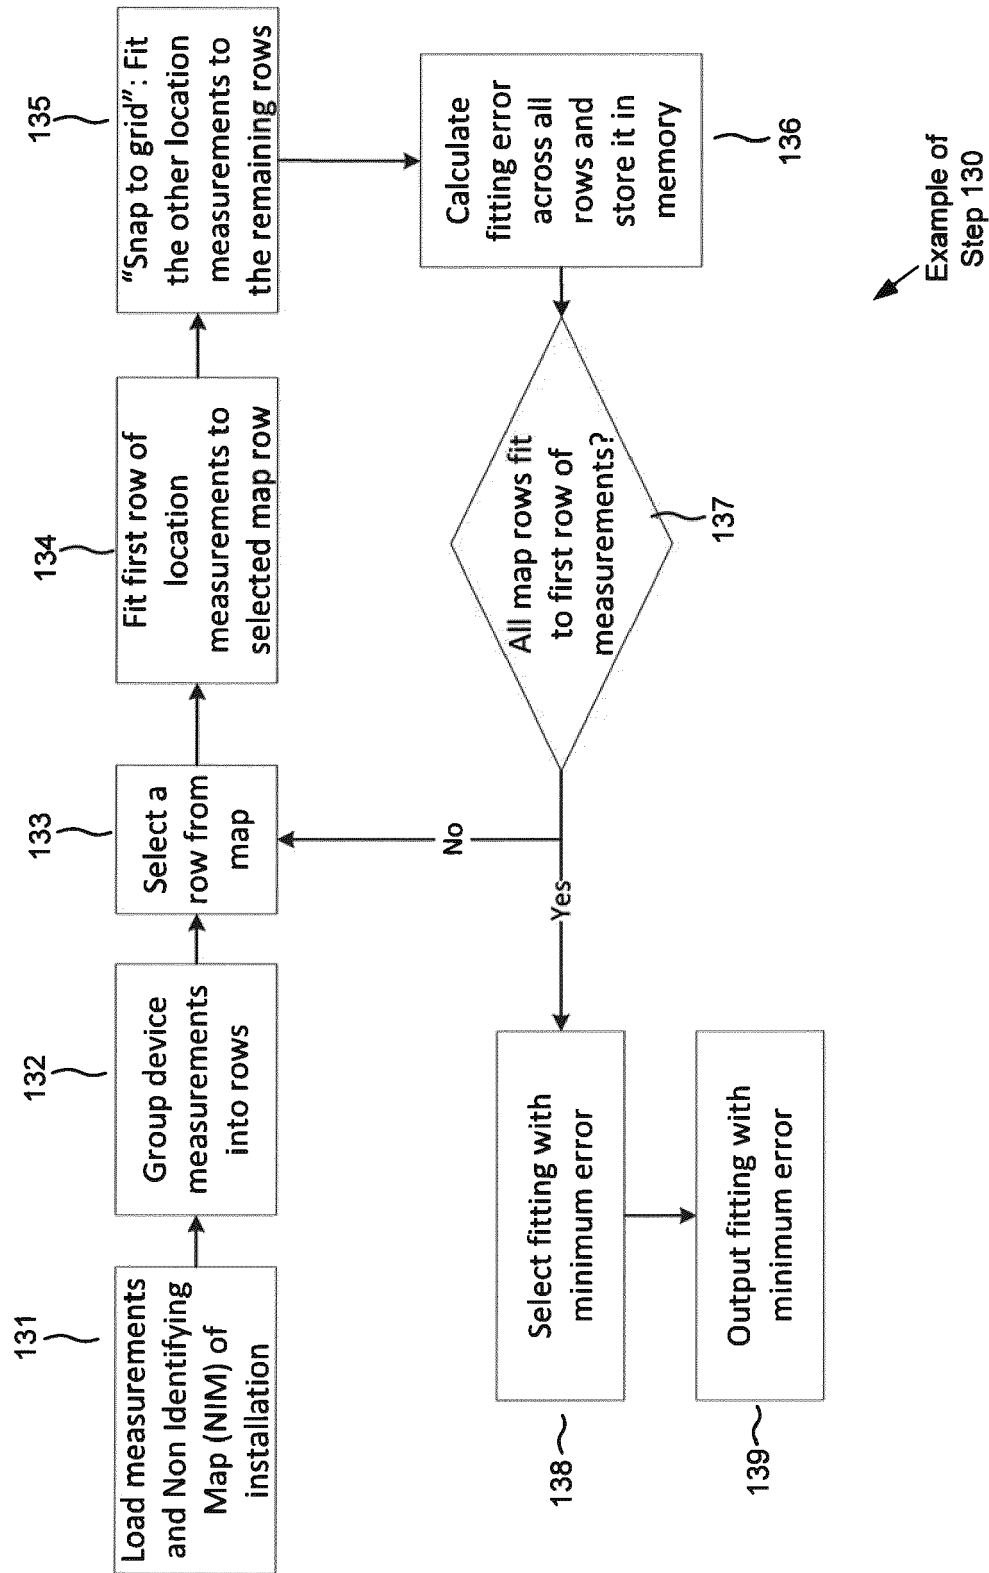 131
Load measurements
and Non Identifying
Map (NIM) of
installation
132
Group device
measurements
into rows
133
Select a
row from
map
134
Fit first row of
location
measurements to
selected map row
135
“Snap to grid”: Fit
the other location
measurements to
the remaining rows
Calculate
fitting error
across all
rows and
store it in
memory
136
All map rows fit
to first row of
measurements?
137
No
Yes
Select fitting with
minimum error
138
Output fitting with
minimum error
139
Example of
Step 130